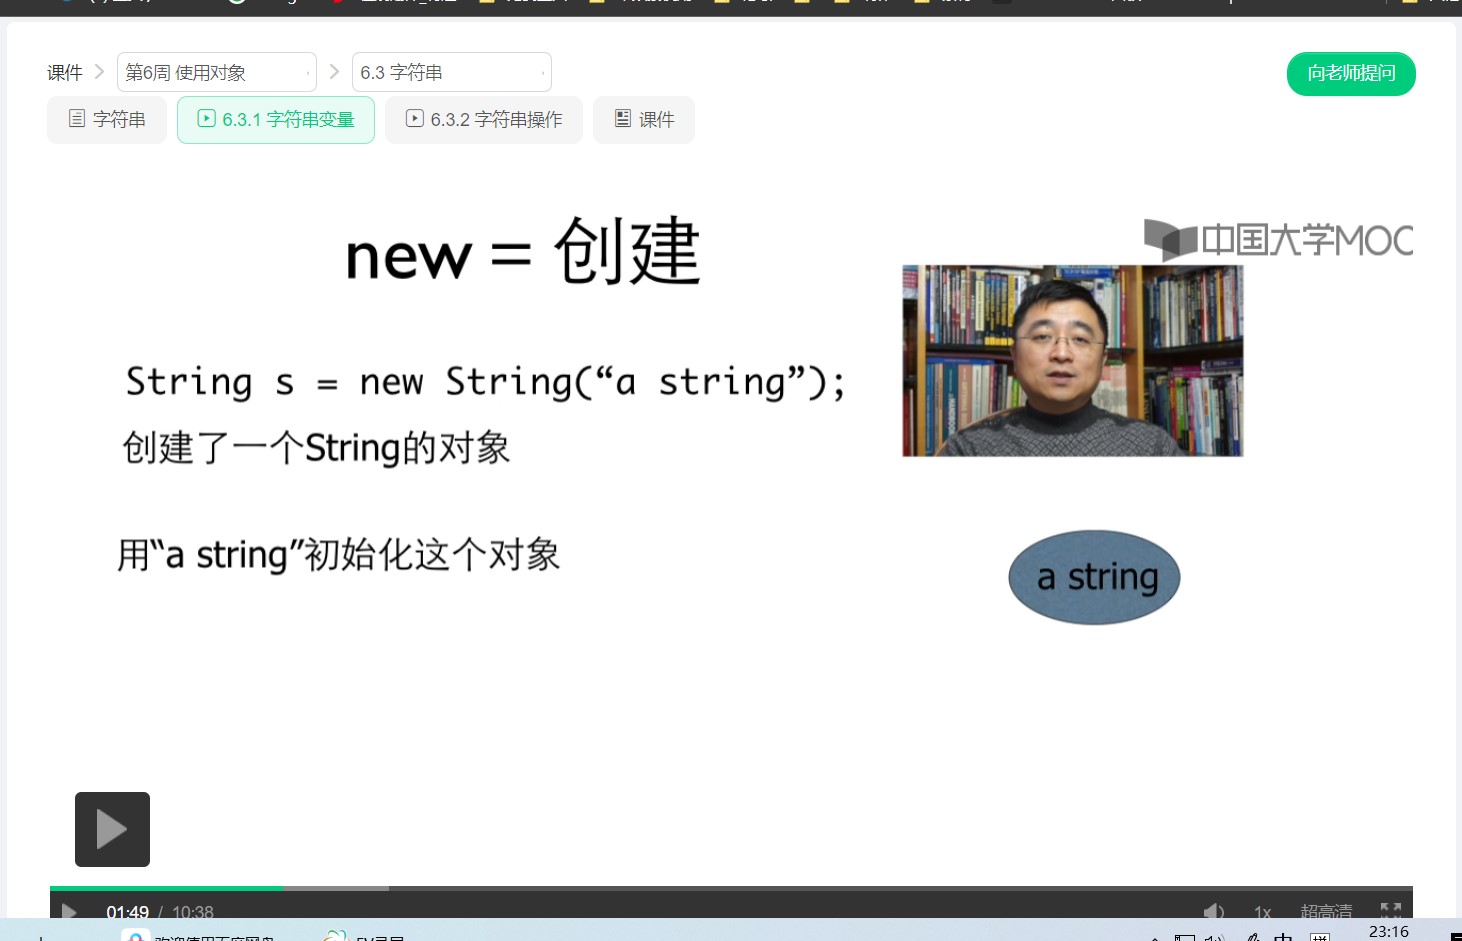 课件 第6周 使用对象 6.3 字符串 向老师提问
字符串 6.3.1 字符串变量 6.3.2 字符串操作 课件
new = 创建
中国大学MOC
String s = new String(“a string”);
创建了一个String的对象
用“a string”初始化这个对象
a string
01:49 / 10:38 1x 超高清
中 拼 23:16